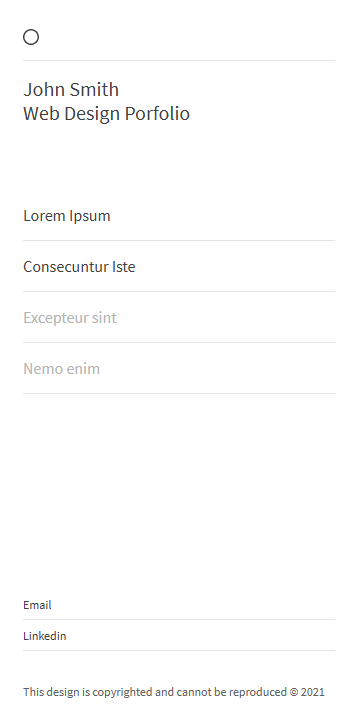 John Smith
Web Design Porfolio
Lorem Ipsum
Consecuntur Iste
Excepteur sint
Nemo enim
Email
Linkedin
This design is copyrighted and cannot be reproduced © 2021